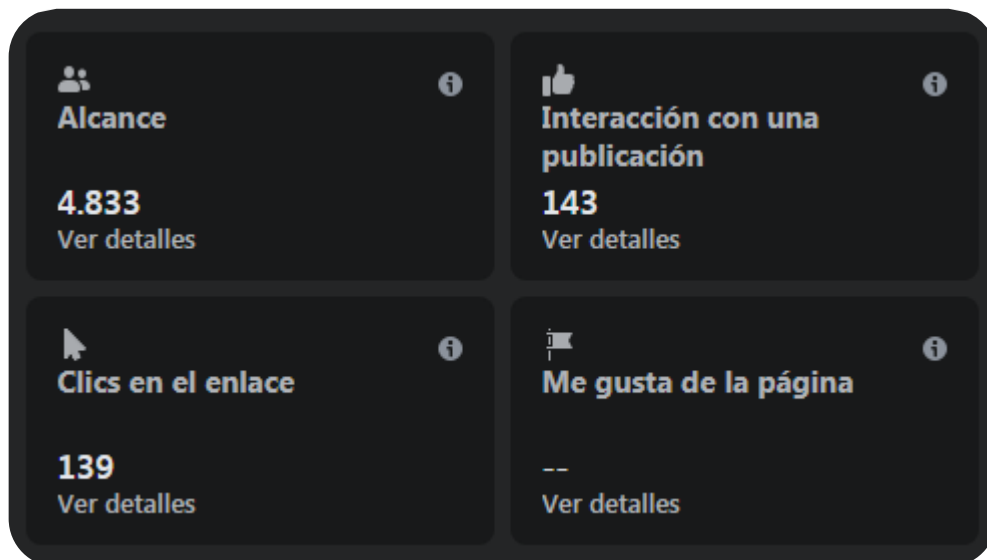 Alcance
4.833
Ver detalles
Interacción con una
publicación
143
Ver detalles
Clics en el enlace
139
Ver detalles
Me gusta de la página
--
Ver detalles